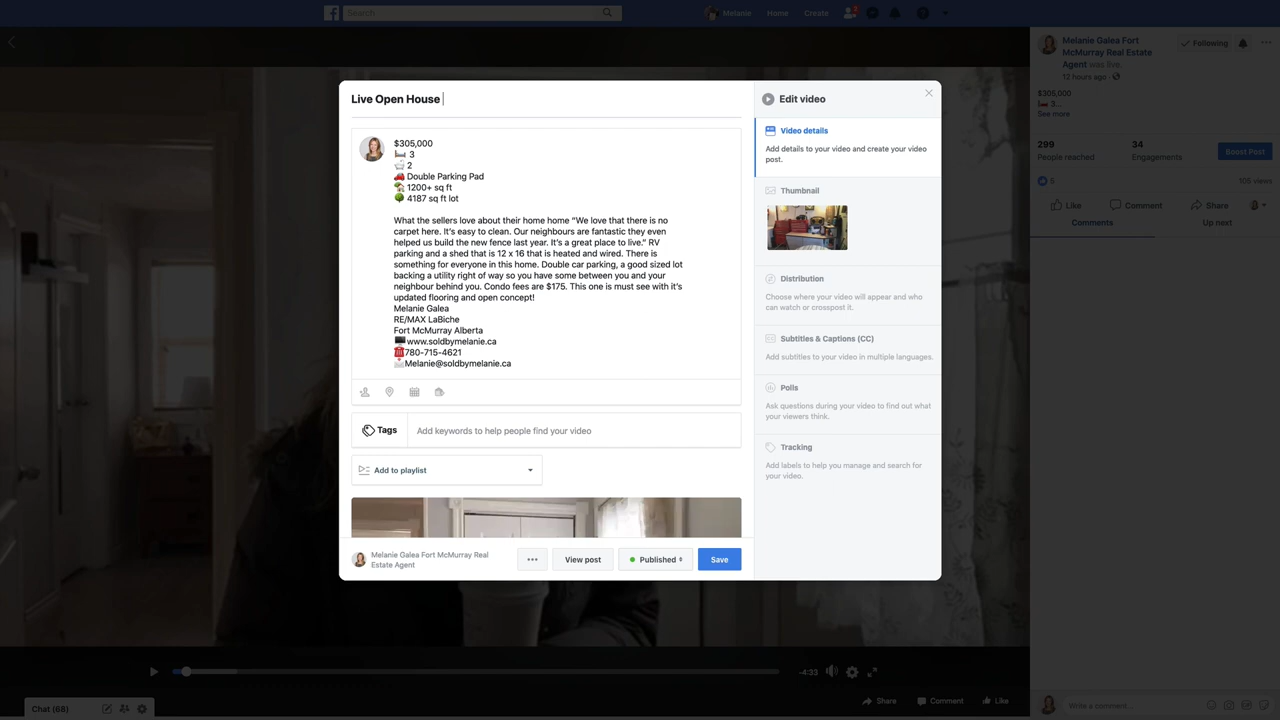 Search
Melanie
Home
Create
2
Live Open House
$305,000
3
2
Double Parking Pad
1200+ sq ft
4187 sq ft lot
What the sellers love about their home home "We love that there is no
carpet here. It's easy to clean. Our neighbours are fantastic they even
helped us build the new fence last year. It's a great place to live." RV
parking and a shed that is 12 x 16 that is heated and wired. There is
something for everyone in this home. Double car parking, a good sized lot
backing a utility right of way so you have some between you and your
neighbour behind you. Condo fees are $175. This one is must see with it's
updated flooring and open concept!
Melanie Galea
RE/MAX LaBiche
Fort McMurray Alberta
www.soldbymelanie.ca
780-715-4621
Melanie@soldbymelanie.ca
Tags
Add keywords to help people find your video
Add to playlist
Melanie Galea Fort McMurray Real
Estate Agent
View post
Published
Save
Edit video
Video details
Add details to your video and create your video
post.
Thumbnail
Distribution
Choose where your video will appear and who
can watch or crosspost it.
Subtitles & Captions (CC)
Add subtitles to your video in multiple languages.
Polls
Ask questions during your video to find out what
your viewers think.
Tracking
Add labels to help you manage and search for
your video.
Melanie Galea Fort
McMurray Real Estate
Agent was live.
12 hours ago
Following
$305,000
3...
See more
299
People reached
34
Engagements
Boost Post
5
105 views
Like
Comment
Share
Comments
Up next
-4:33
Share
Comment
Like
Chat (68)
Write a comment...